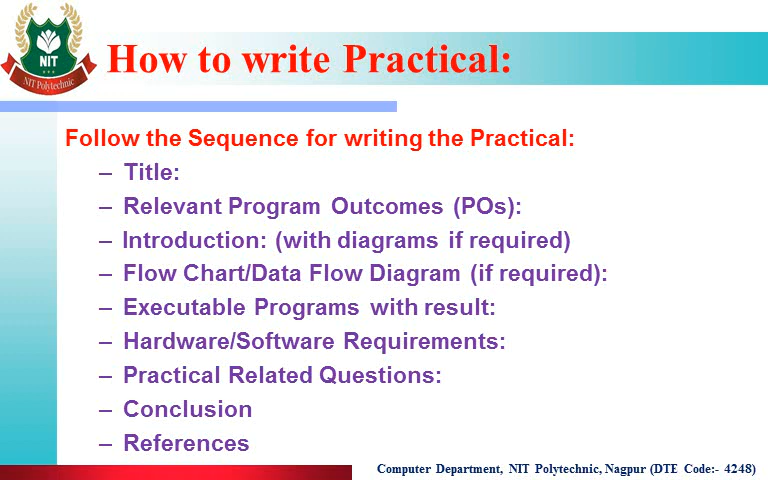 NIT
NIT Polytechnic
How to write Practical:
Follow the Sequence for writing the Practical:
– Title:
– Relevant Program Outcomes (POs):
– Introduction: (with diagrams if required)
– Flow Chart/Data Flow Diagram (if required):
– Executable Programs with result:
– Hardware/Software Requirements:
– Practical Related Questions:
– Conclusion
– References
Computer Department, NIT Polytechnic, Nagpur (DTE Code:- 4248)